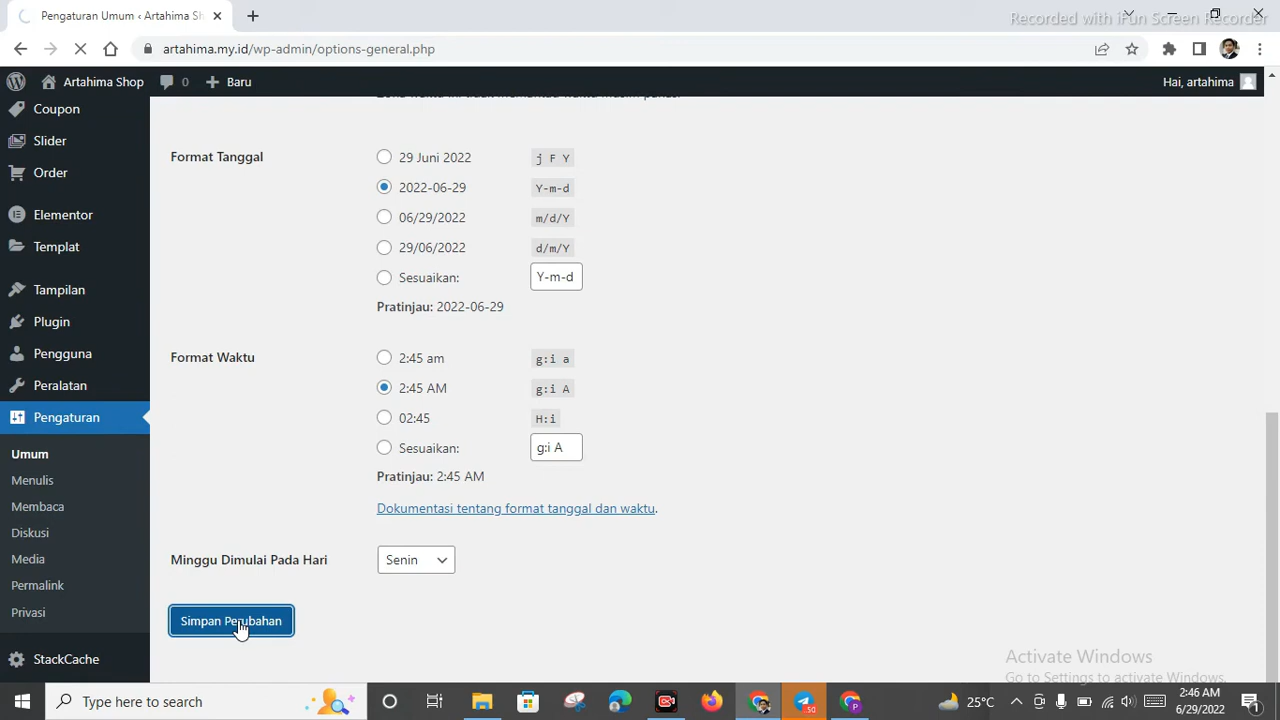 Pengaturan Umum ‹ Artahima Sh
Recorded with iFun Screen Recorder
artahima.my.id/wp-admin/options-general.php
Artahima Shop
0
Baru
Hai, artahima
Coupon
Slider
Order
Elementor
Templat
Tampilan
Plugin
Pengguna
Peralatan
Pengaturan
Umum
Menulis
Membaca
Diskusi
Media
Permalink
Privasi
StackCache
Format Tanggal
29 Juni 2022 j F Y
2022-06-29 Y-m-d
06/29/2022 m/d/Y
29/06/2022 d/m/Y
Sesuaikan: Y-m-d
Pratinjau: 2022-06-29
Format Waktu
2:45 am g:i a
2:45 AM g:i A
02:45 H:i
Sesuaikan: g:i A
Pratinjau: 2:45 AM
Dokumentasi tentang format tanggal dan waktu.
Minggu Dimulai Pada Hari Senin
Simpan Perubahan
Activate Windows
Go to Settings to activate Windows.
Type here to search
25°C
2:46 AM
6/29/2022
1